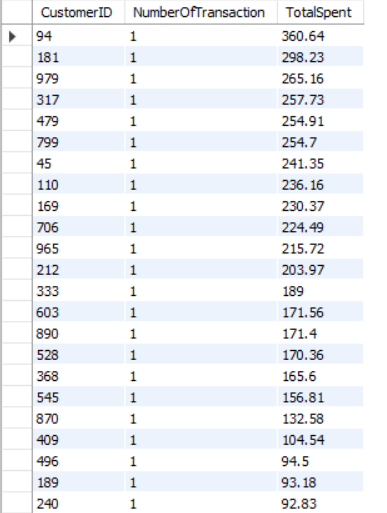 CustomerID NumberOfTransaction TotalSpent
94 1 360.64
181 1 298.23
979 1 265.16
317 1 257.73
479 1 254.91
799 1 254.7
45 1 241.35
110 1 236.16
169 1 230.37
706 1 224.49
965 1 215.72
212 1 203.97
333 1 189
603 1 171.56
890 1 171.4
528 1 170.36
368 1 165.6
545 1 156.81
870 1 132.58
409 1 104.54
496 1 94.5
189 1 93.18
240 1 92.83